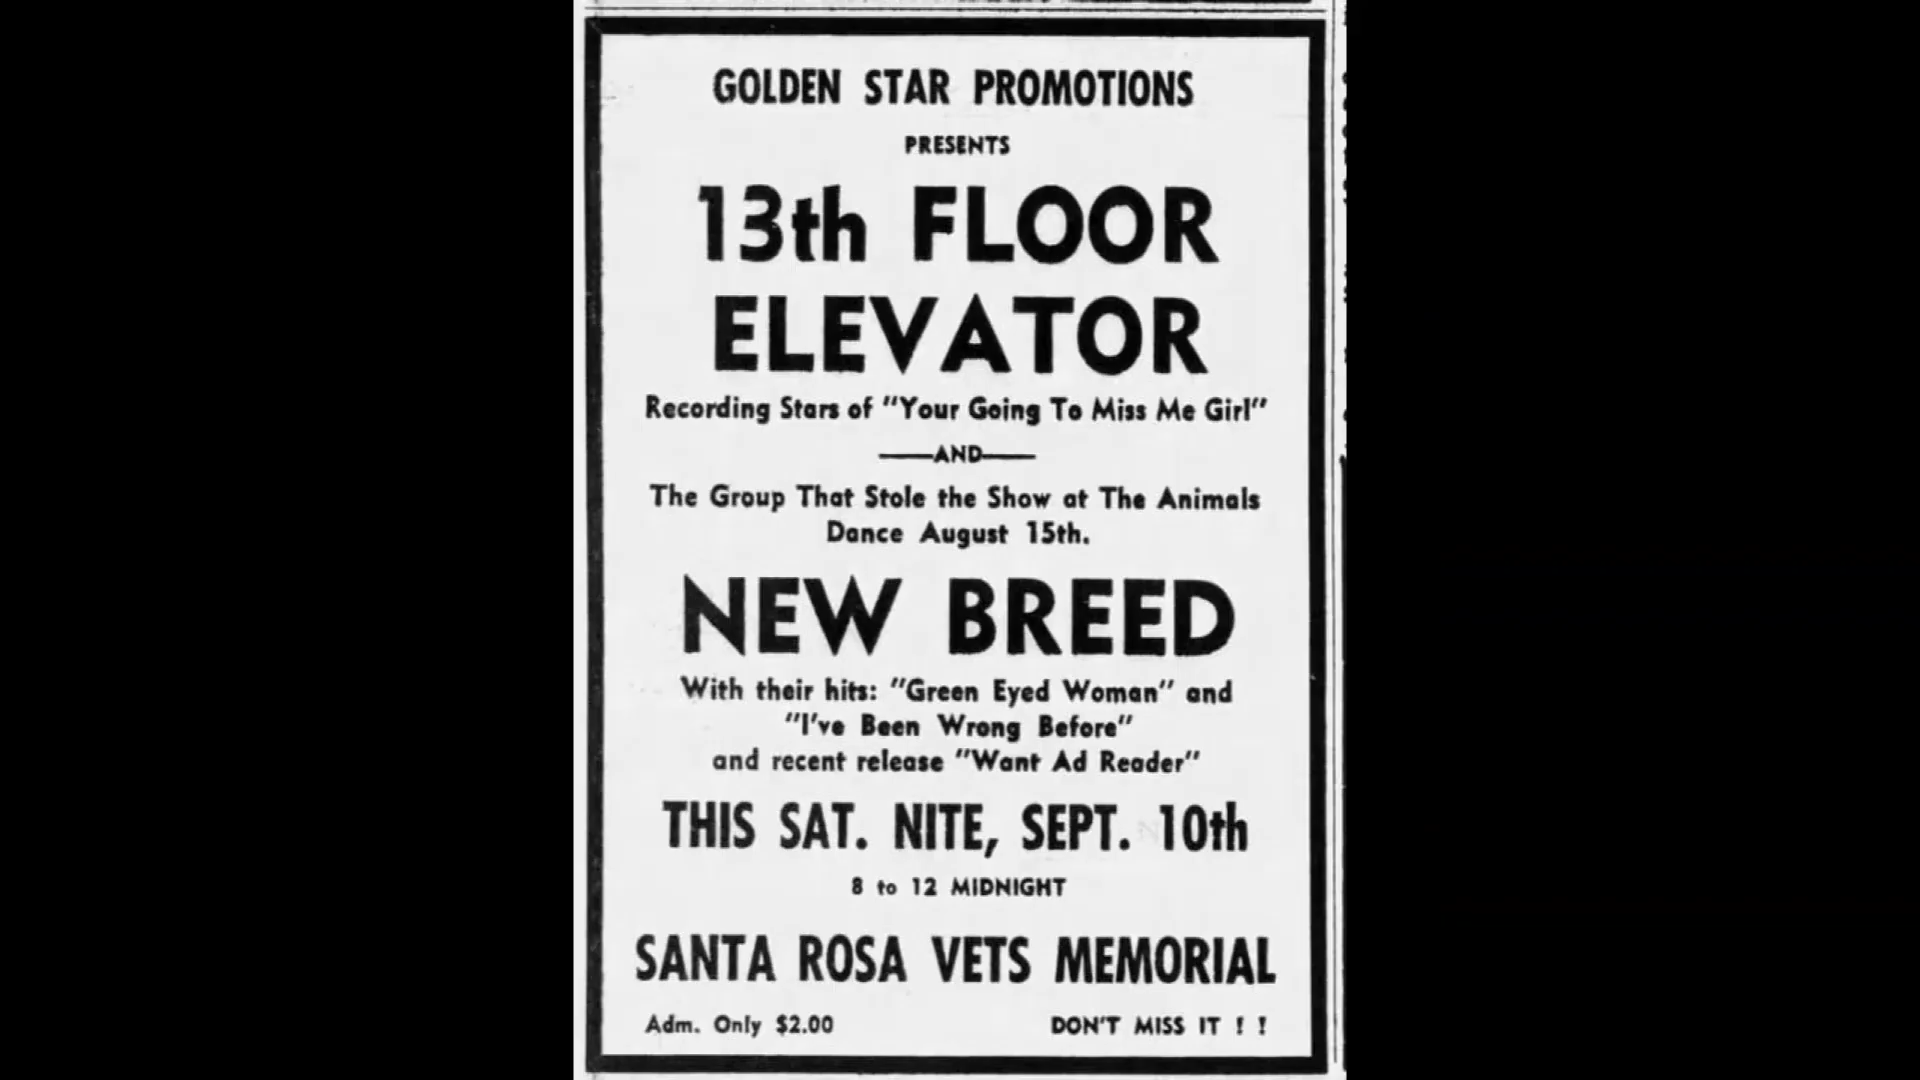 GOLDEN STAR PROMOTIONS
PRESENTS
13th FLOOR
ELEVATOR
Recording Stars of "Your Going To Miss Me Girl"
AND
The Group That Stole the Show at The Animals
Dance August 15th.
NEW BREED
With their hits: "Green Eyed Woman" and
"I've Been Wrong Before"
and recent release "Want Ad Reader"
THIS SAT. NITE, SEPT. 10th
8 to 12 MIDNIGHT
SANTA ROSA VETS MEMORIAL
Adm. Only $2.00 DON'T MISS IT ! !